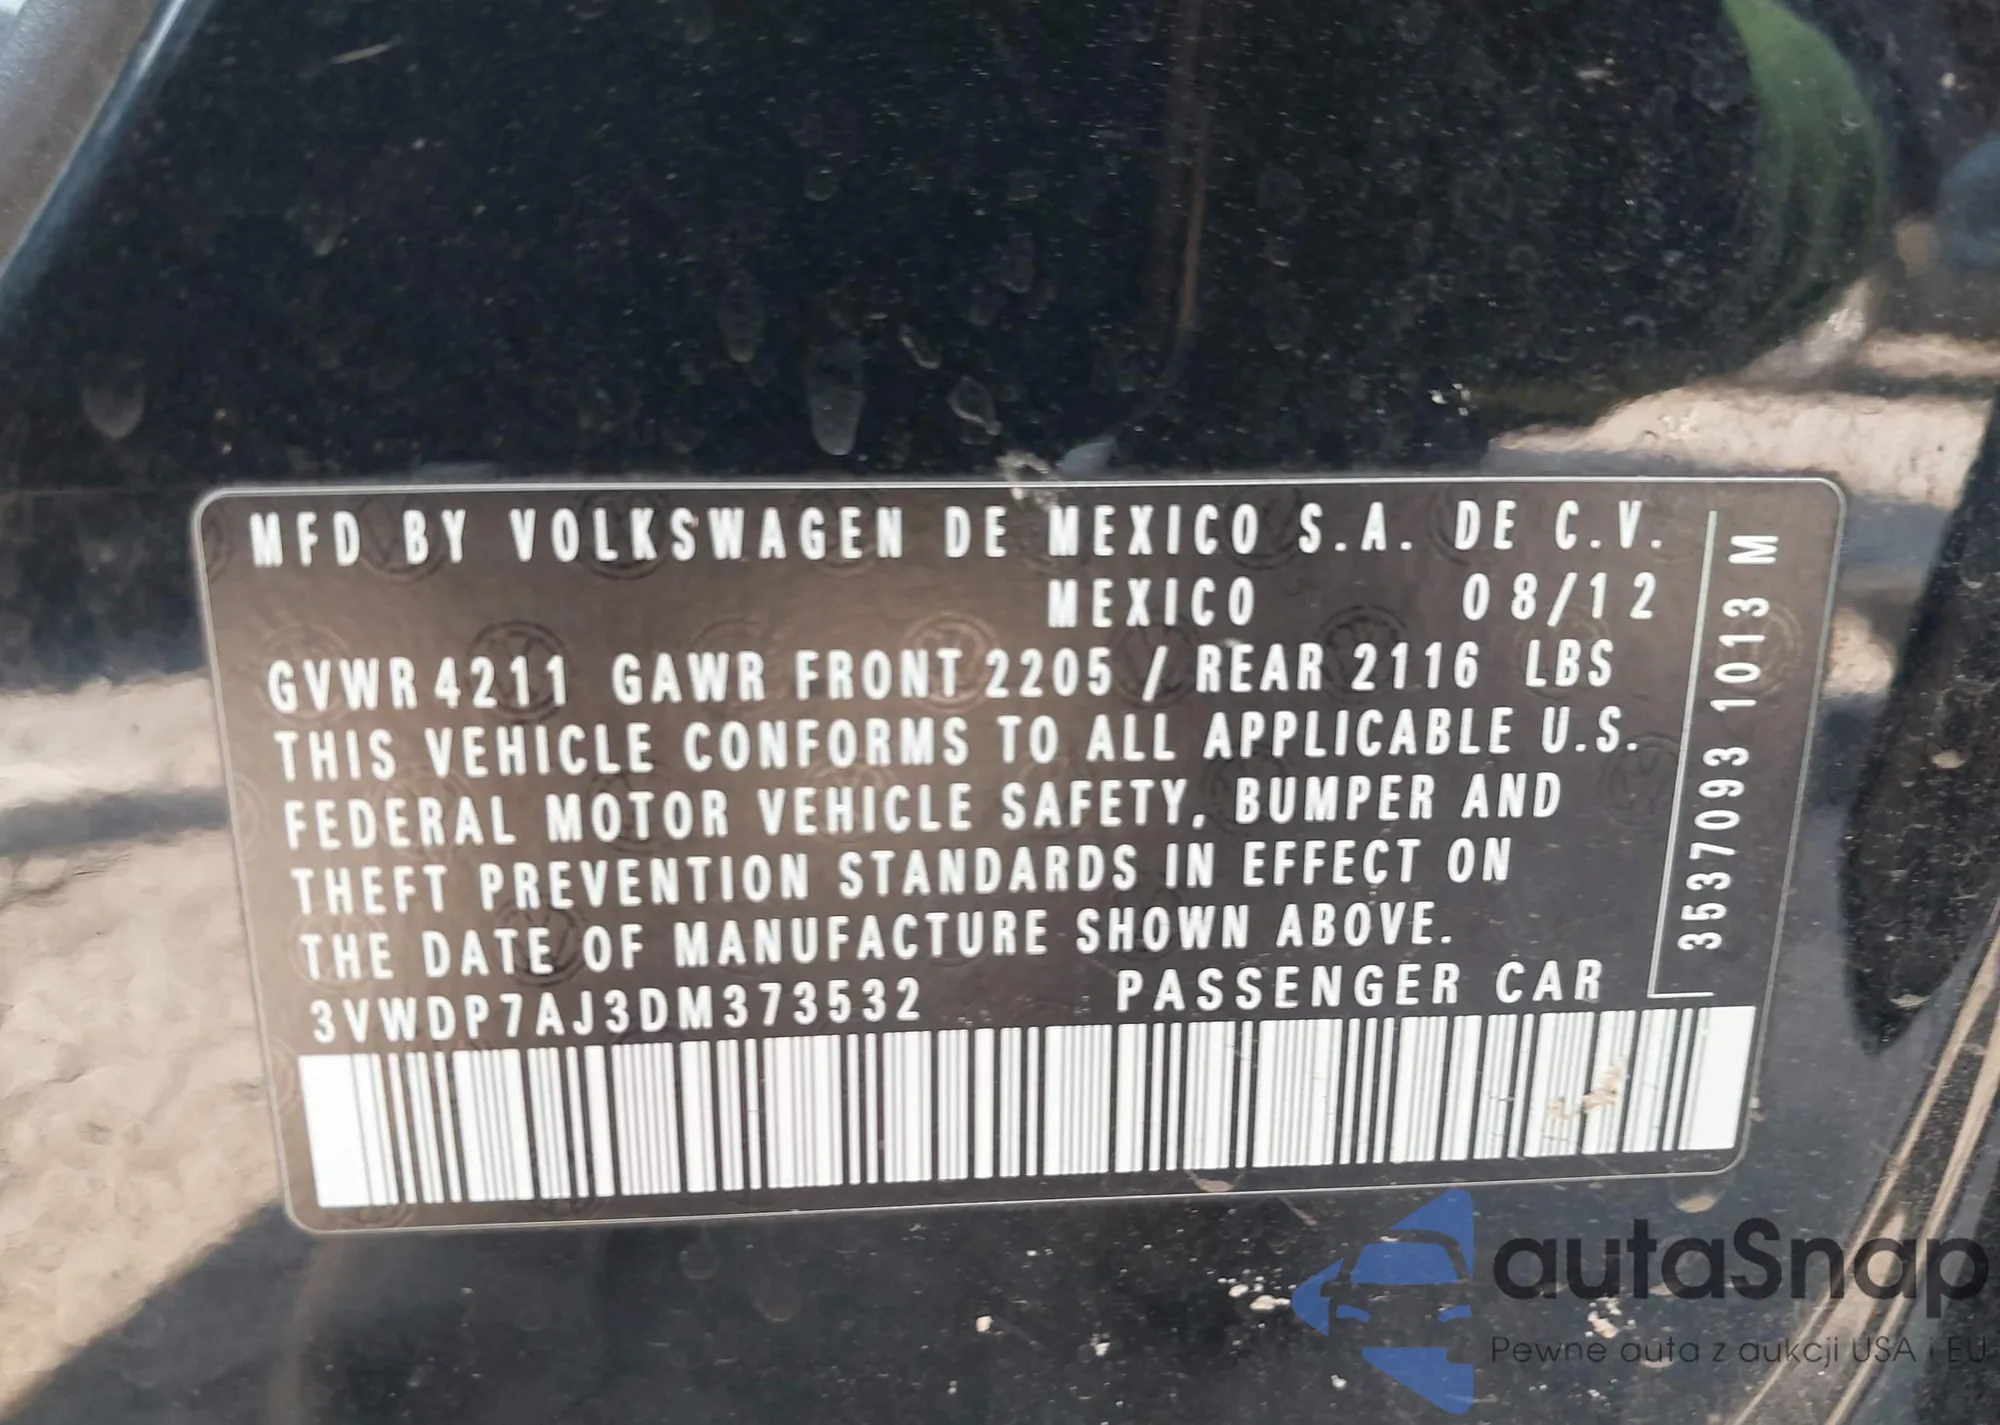 MFD BY VOLKSWAGEN DE MEXICO S.A. DE C.V.
MEXICO 08/12
GVWR 4211 GAWR FRONT 2205 / REAR 2116 LBS
THIS VEHICLE CONFORMS TO ALL APPLICABLE U.S.
FEDERAL MOTOR VEHICLE SAFETY, BUMPER AND
THEFT PREVENTION STANDARDS IN EFFECT ON
THE DATE OF MANUFACTURE SHOWN ABOVE.
3VWDP7AJ3DM373532 PASSENGER CAR
3537093 1013 M
autaSnap
Pewne auta z aukcji USA i EU